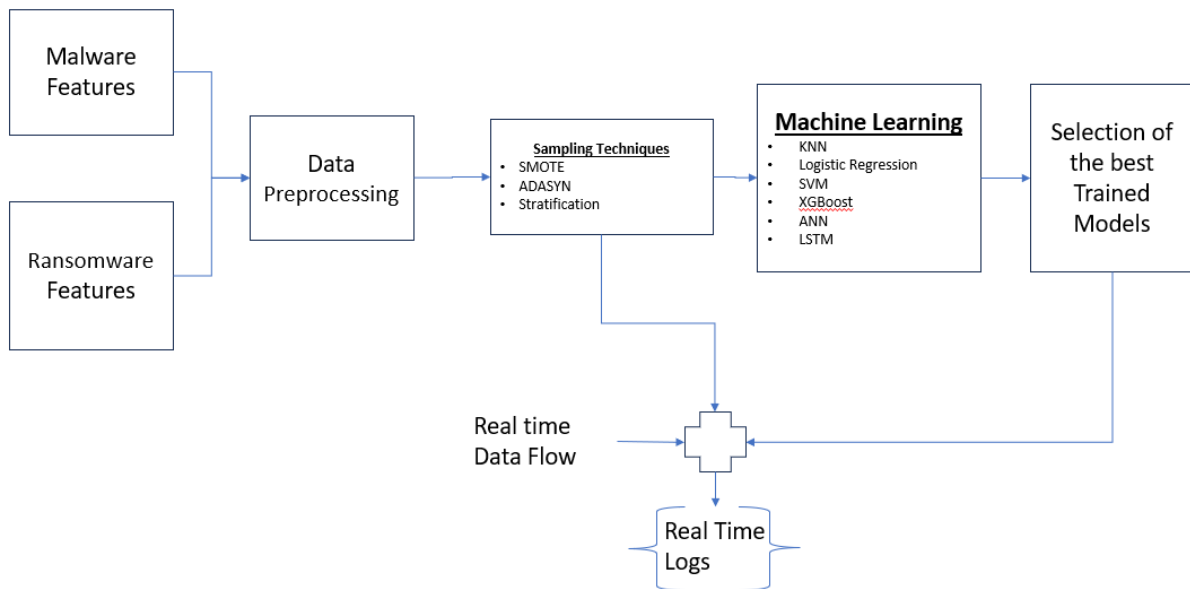 Malware
Features
Ransomware
Features
Data
Preprocessing
Sampling Techniques
• SMOTE
• ADASYN
• Stratification
Machine Learning
• KNN
• Logistic Regression
• SVM
• XGBoost
• ANN
• LSTM
Selection of
the best
Trained
Models
Real time
Data Flow
Real Time
Logs